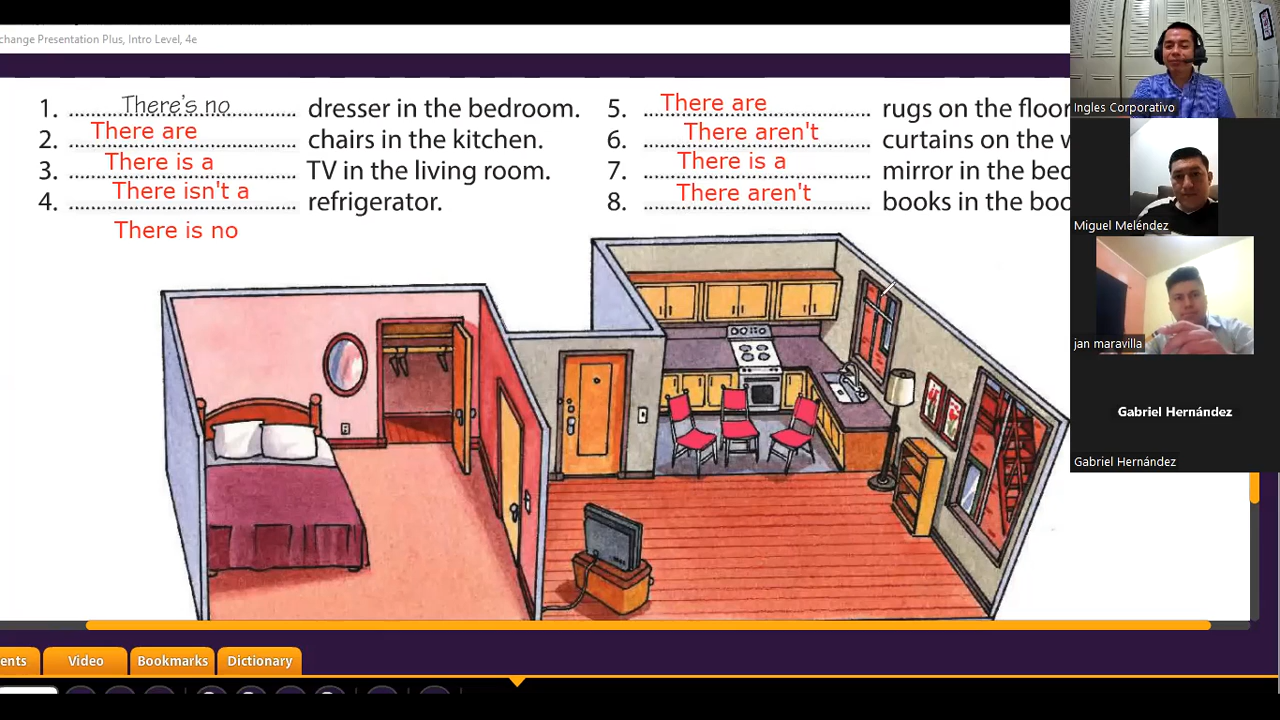 change Presentation Plus, Intro Level, 4e
1. There's no dresser in the bedroom.
2. There are chairs in the kitchen.
3. There is a TV in the living room.
4. There isn't a refrigerator.
There is no
5. There are rugs on the floor
6. There aren't curtains on the w
7. There is a mirror in the bed
8. There aren't books in the boo
Ingles Corporativo
Miguel Meléndez
jan maravilla
Gabriel Hernández
Gabriel Hernández
ents Video Bookmarks Dictionary